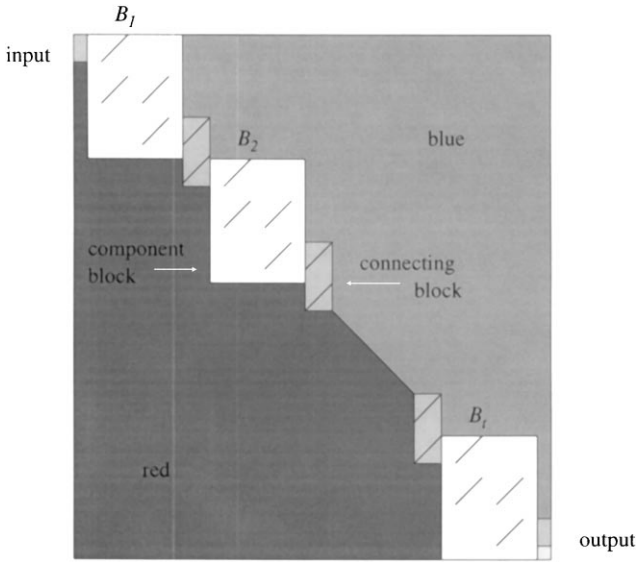 B1
input
B2
blue
component
block
connecting
block
Bt
red
output